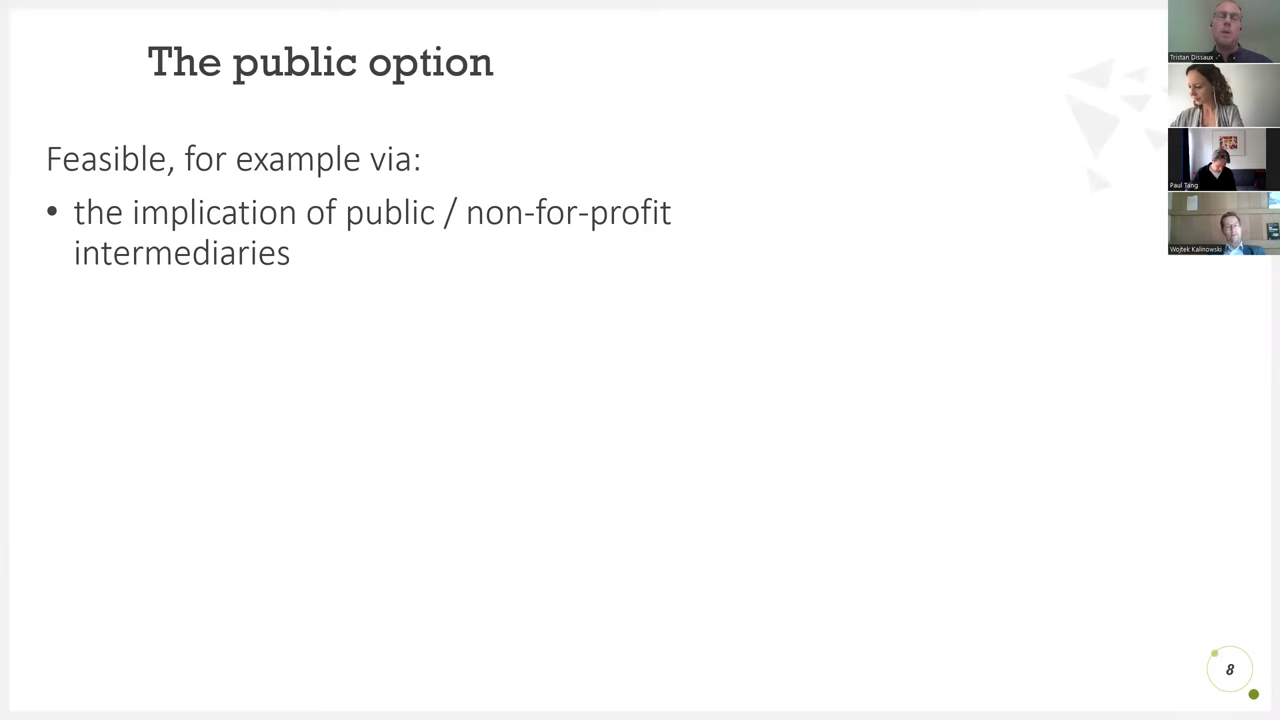 The public option
Feasible, for example via:
• the implication of public / non-for-profit
intermediaries
Tristan Dissaux
Paul Tang
Wojtek Kalinowski
8